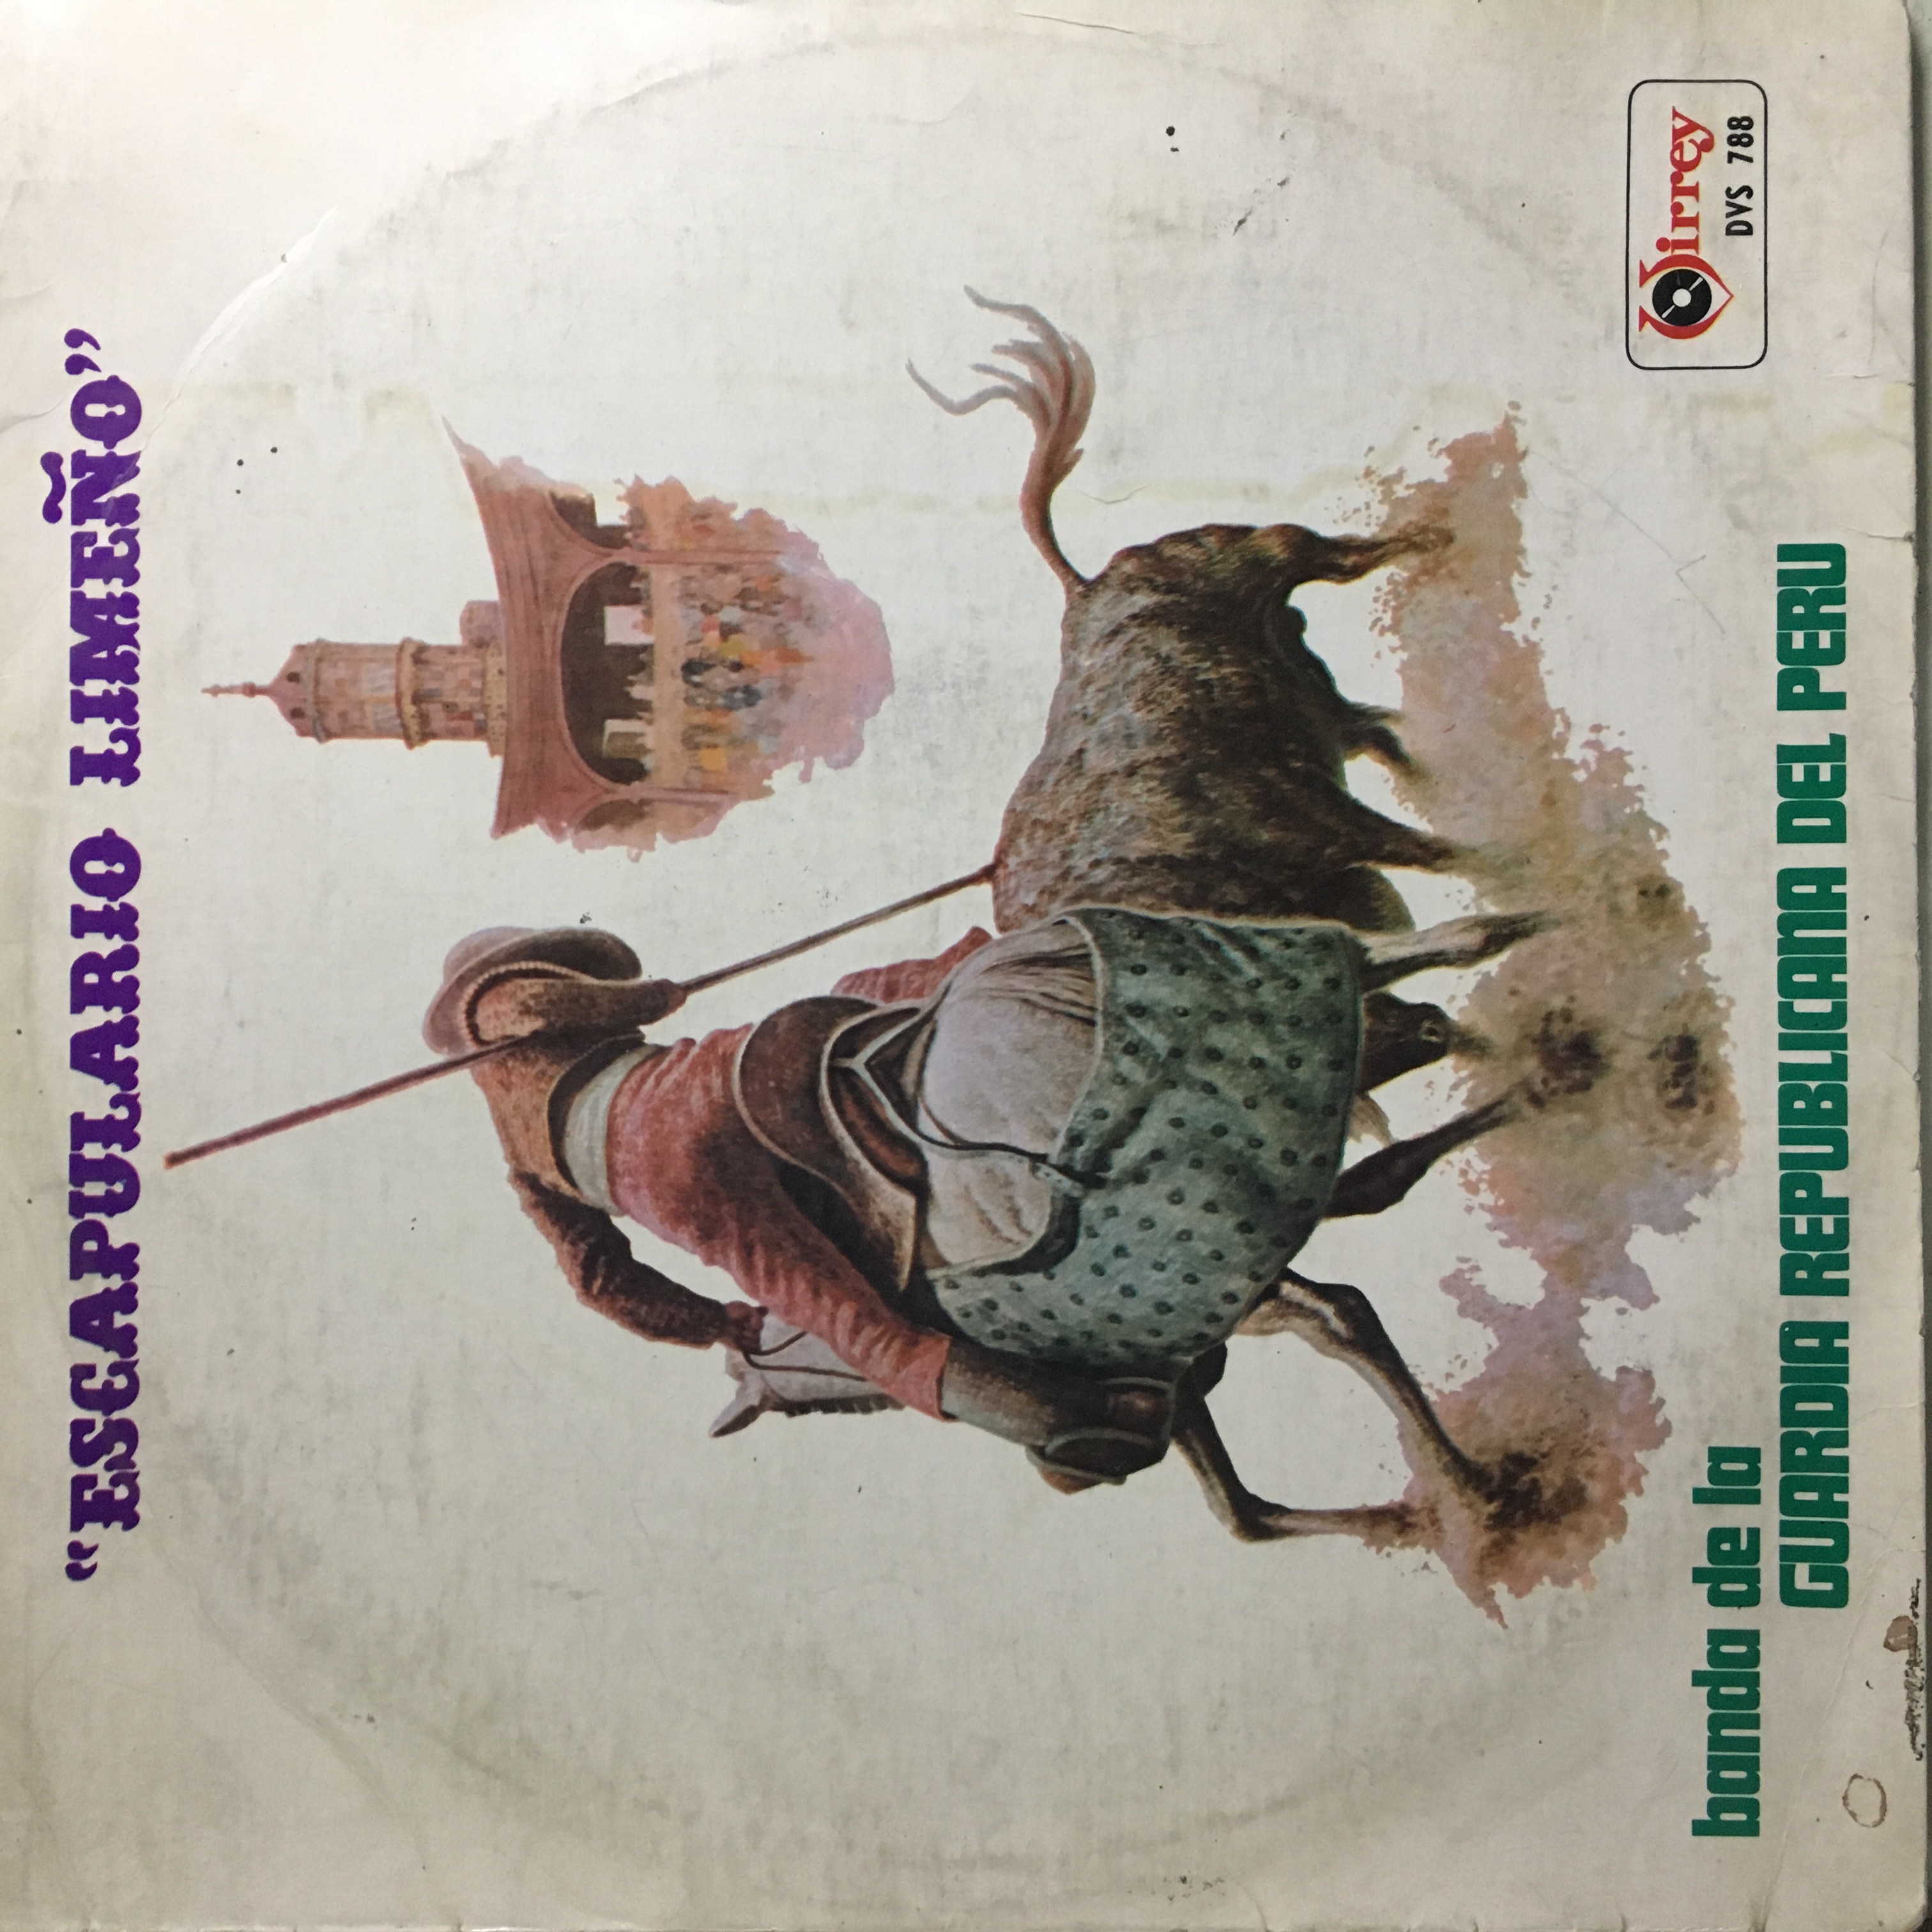 "ESCAPULARIO LIMEÑO"
Virrey
DVS 788
banda de la
GUARDIA REPUBLICANA DEL PERU